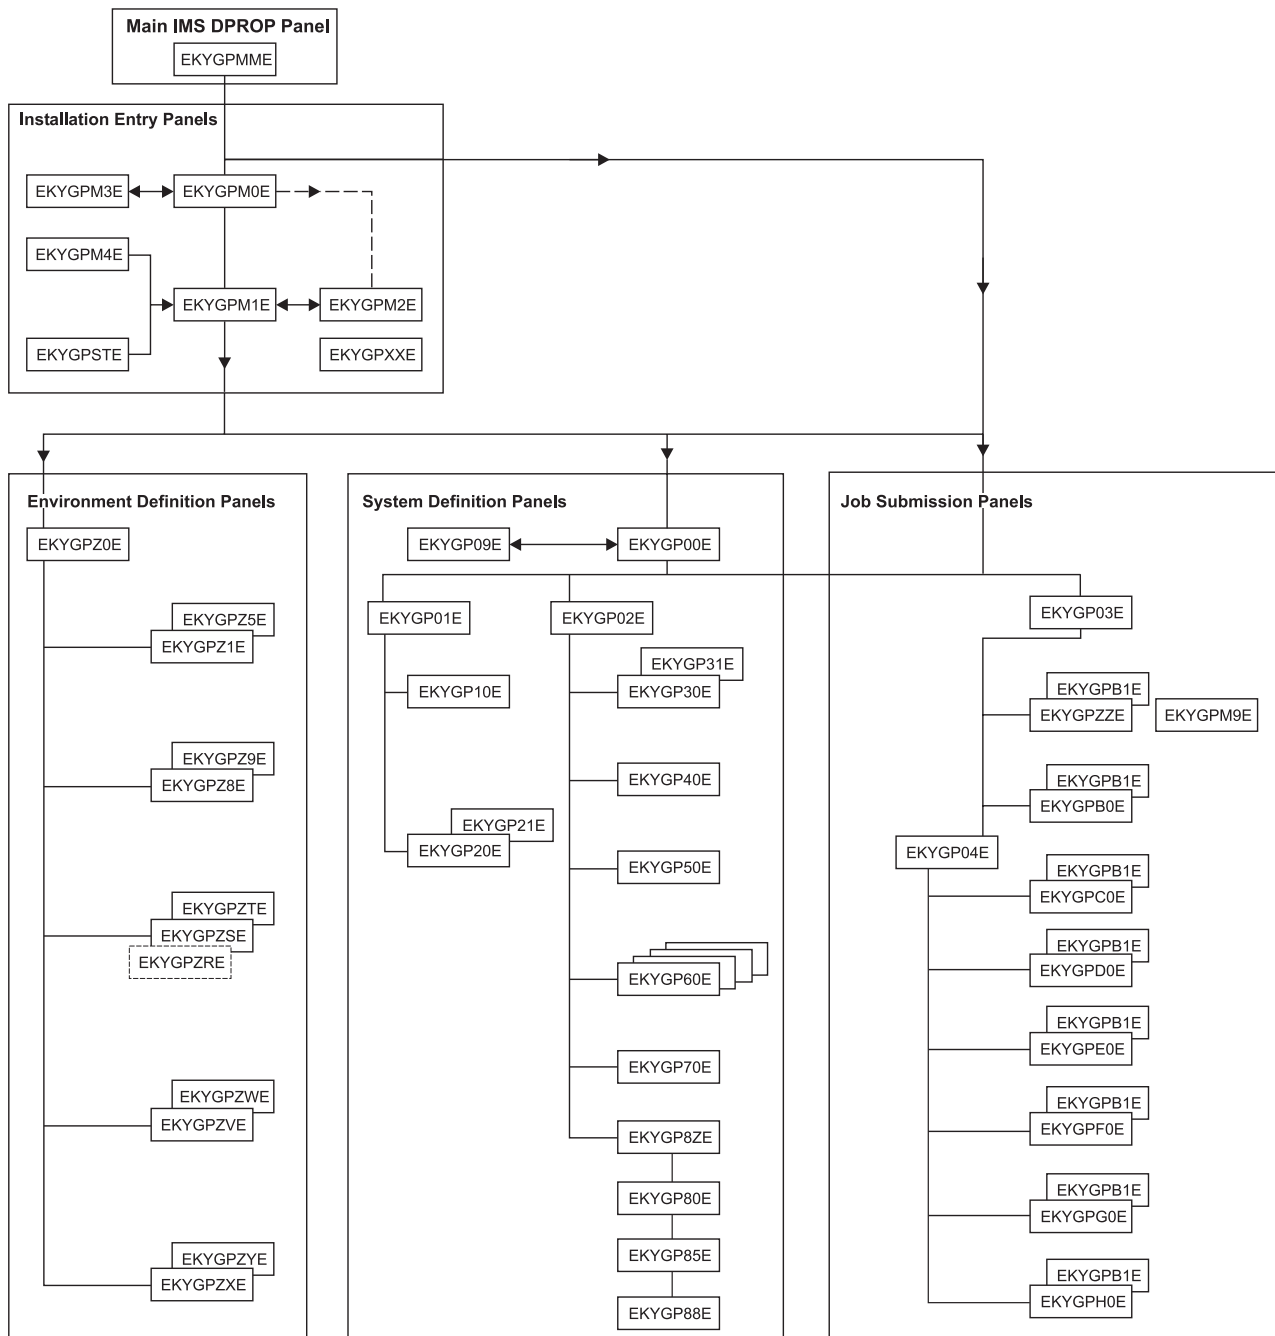 Main IMS DPROP Panel
EKYGPMME
Installation Entry Panels
EKYGPM3E
EKYGPM0E
EKYGPM4E
EKYGPM1E
EKYGPM2E
EKYGPSTE
EKYGPXXE
Environment Definition Panels
EKYGPZ0E
EKYGPZ5E
EKYGPZ1E
EKYGPZ9E
EKYGPZ8E
EKYGPZTE
EKYGPZSE
EKYGPZRE
EKYGPZWE
EKYGPZVE
EKYGPZYE
EKYGPZXE
System Definition Panels
EKYGP09E
EKYGP00E
EKYGP01E
EKYGP02E
EKYGP10E
EKYGP21E
EKYGP20E
EKYGP31E
EKYGP30E
EKYGP40E
EKYGP50E
EKYGP60E
EKYGP70E
EKYGP8ZE
EKYGP80E
EKYGP85E
EKYGP88E
Job Submission Panels
EKYGP03E
EKYGPB1E
EKYGPZZE
EKYGPM9E
EKYGPB1E
EKYGPB0E
EKYGP04E
EKYGPB1E
EKYGPC0E
EKYGPB1E
EKYGPD0E
EKYGPB1E
EKYGPE0E
EKYGPB1E
EKYGPF0E
EKYGPB1E
EKYGPG0E
EKYGPB1E
EKYGPH0E